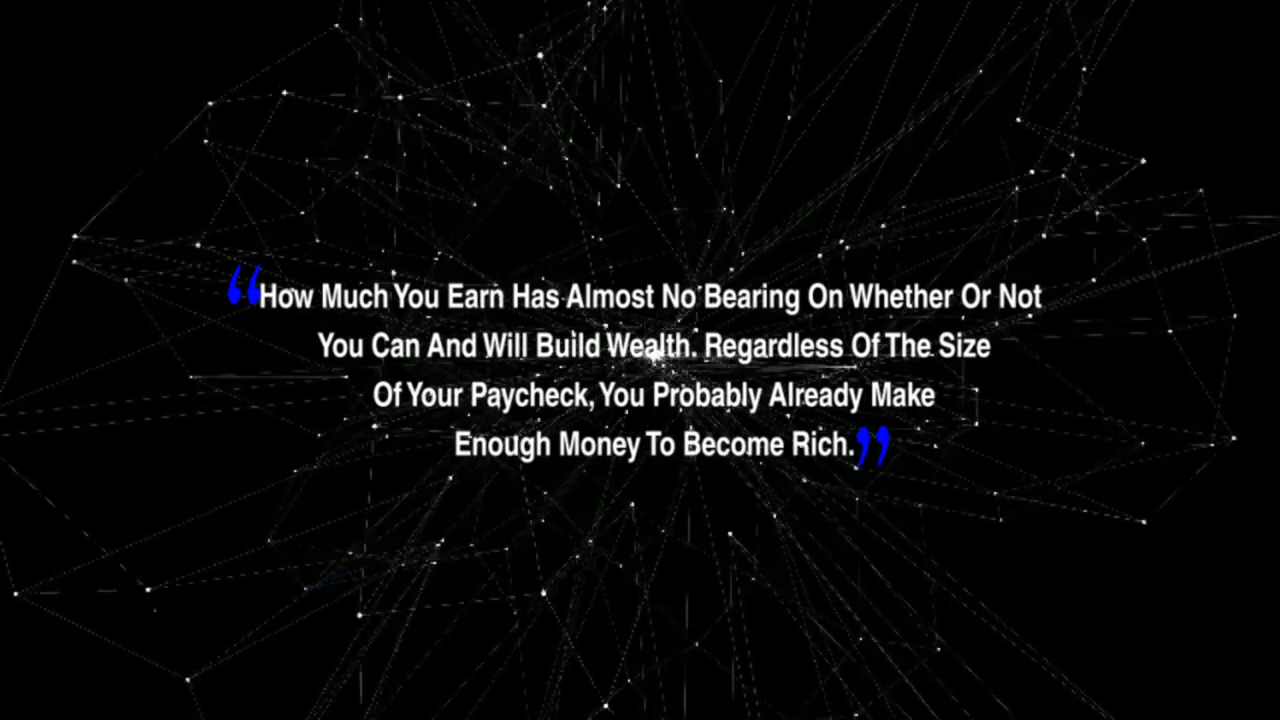 “How Much You Earn Has Almost No Bearing On Whether Or Not
You Can And Will Build Wealth. Regardless Of The Size
Of Your Paycheck, You Probably Already Make
Enough Money To Become Rich.”